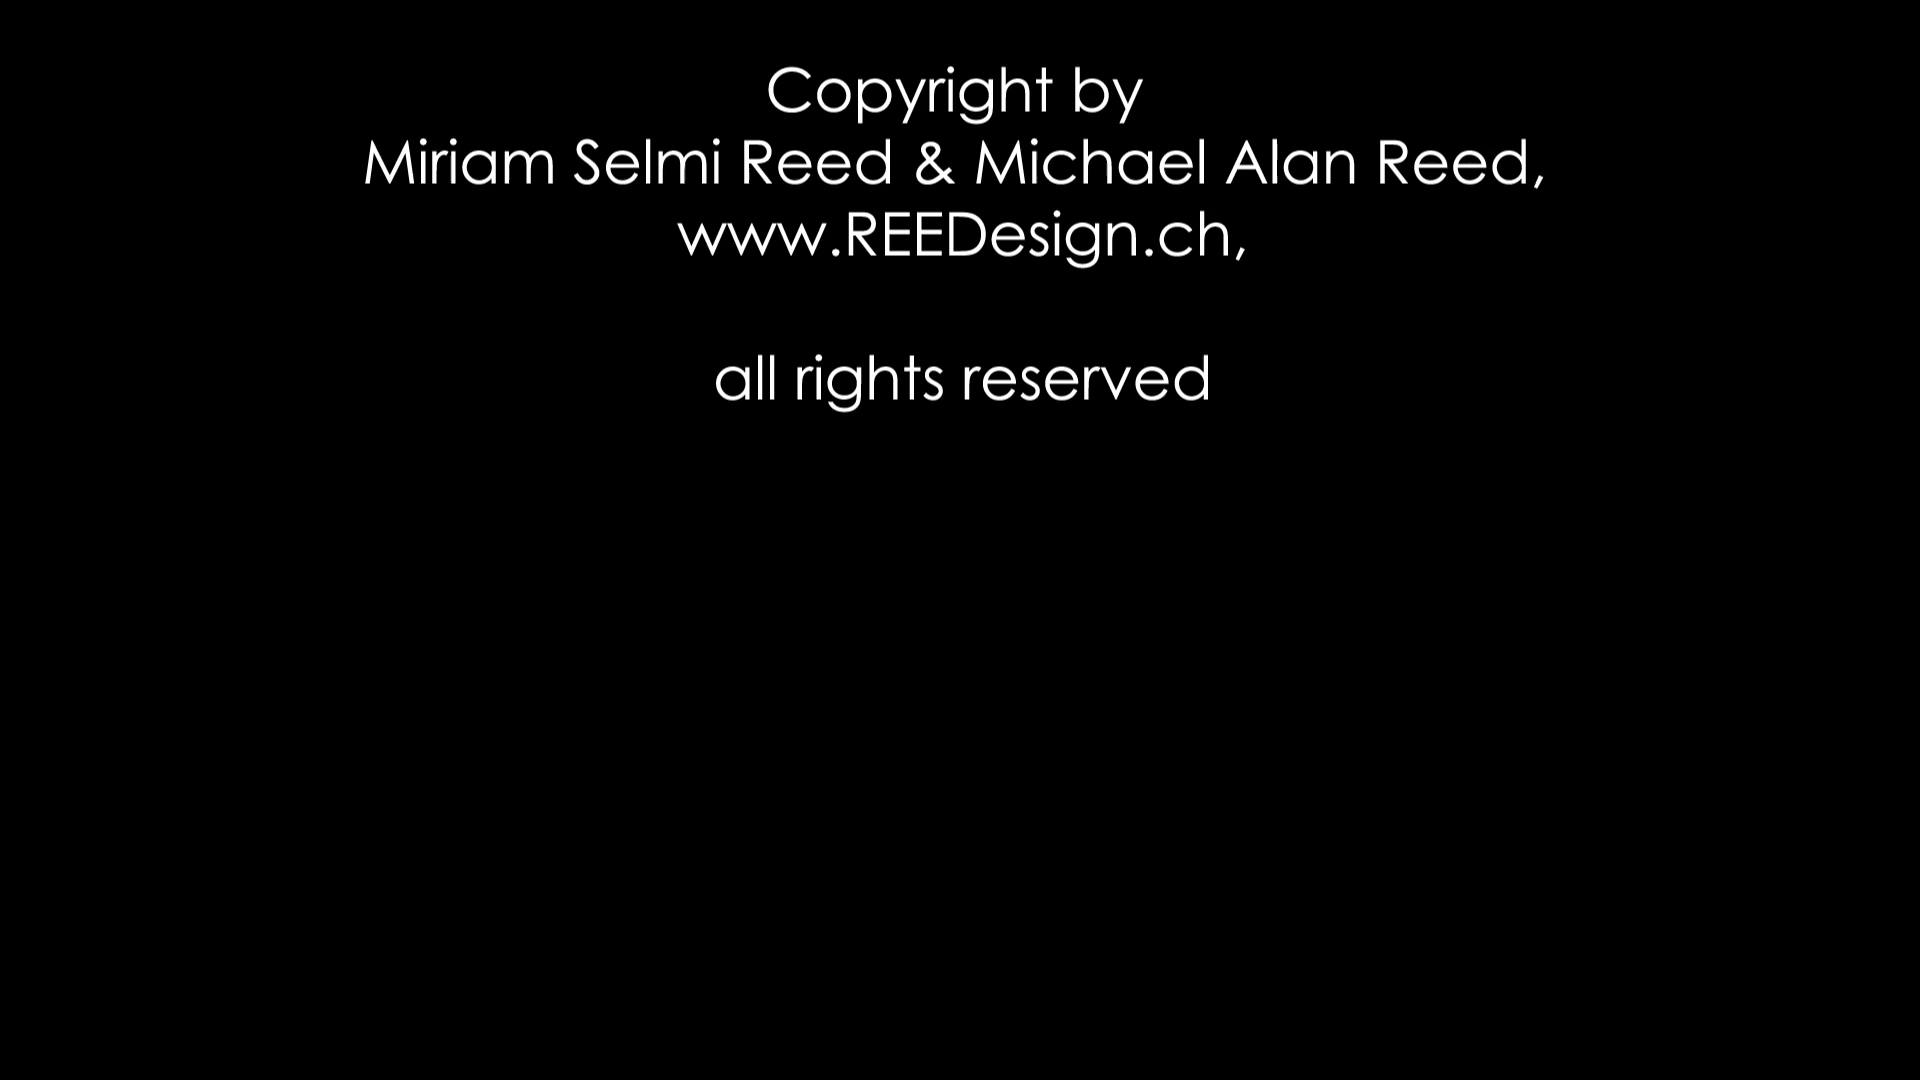 Copyright by
Miriam Selmi Reed & Michael Alan Reed,
www.REEDesign.ch,
all rights reserved